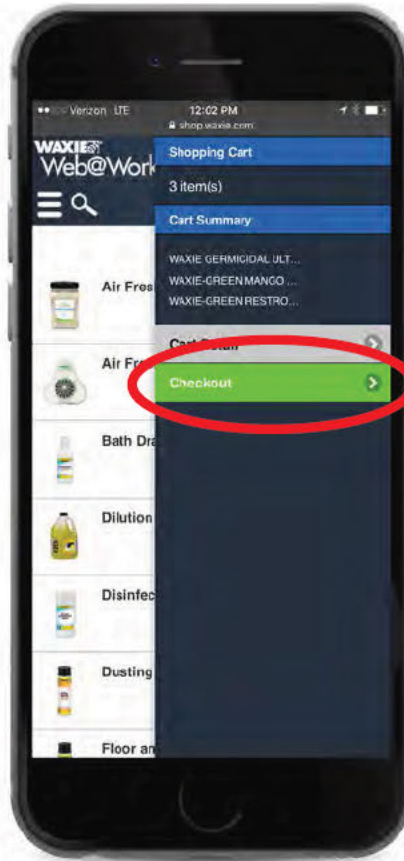 Verizon LTE 12:02 PM
shop.waxie.com
WAXIE
Web@Work
Shopping Cart
3 item(s)
Cart Summary
WAXIE GERMICIDAL ULT...
WAXIE-GREEN MANGO ...
WAXIE-GREEN RESTRO...
Cart Detail
Checkout
Air Fres
Air Fre
Bath Dra
Dilution
Disinfec
Dusting
Floor an